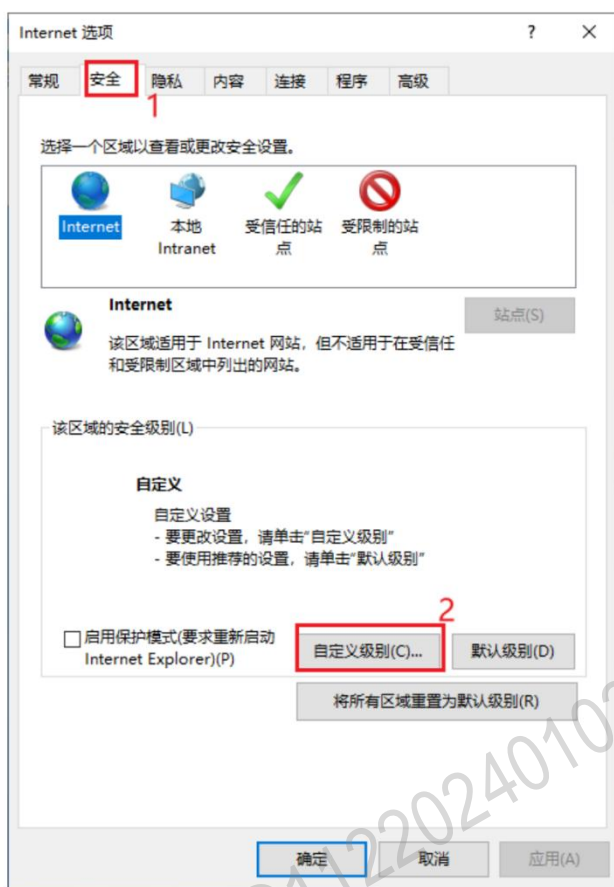 Internet 选项
?
常规 安全 隐私 内容 连接 程序 高级
1
选择一个区域以查看或更改安全设置。
Internet
本地
Intranet
受信任的站
点
受限制的站
点
Internet
站点(S)
该区域适用于 Internet 网站，但不适用于在受信任
和受限制区域中列出的网站。
该区域的安全级别(L)
自定义
自定义设置
- 要更改设置，请单击"自定义级别"
- 要使用推荐的设置，请单击"默认级别"
2
启用保护模式(要求重新启动
Internet Explorer)(P)
自定义级别(C)...
默认级别(D)
将所有区域重置为默认级别(R)
确定 取消 应用(A)